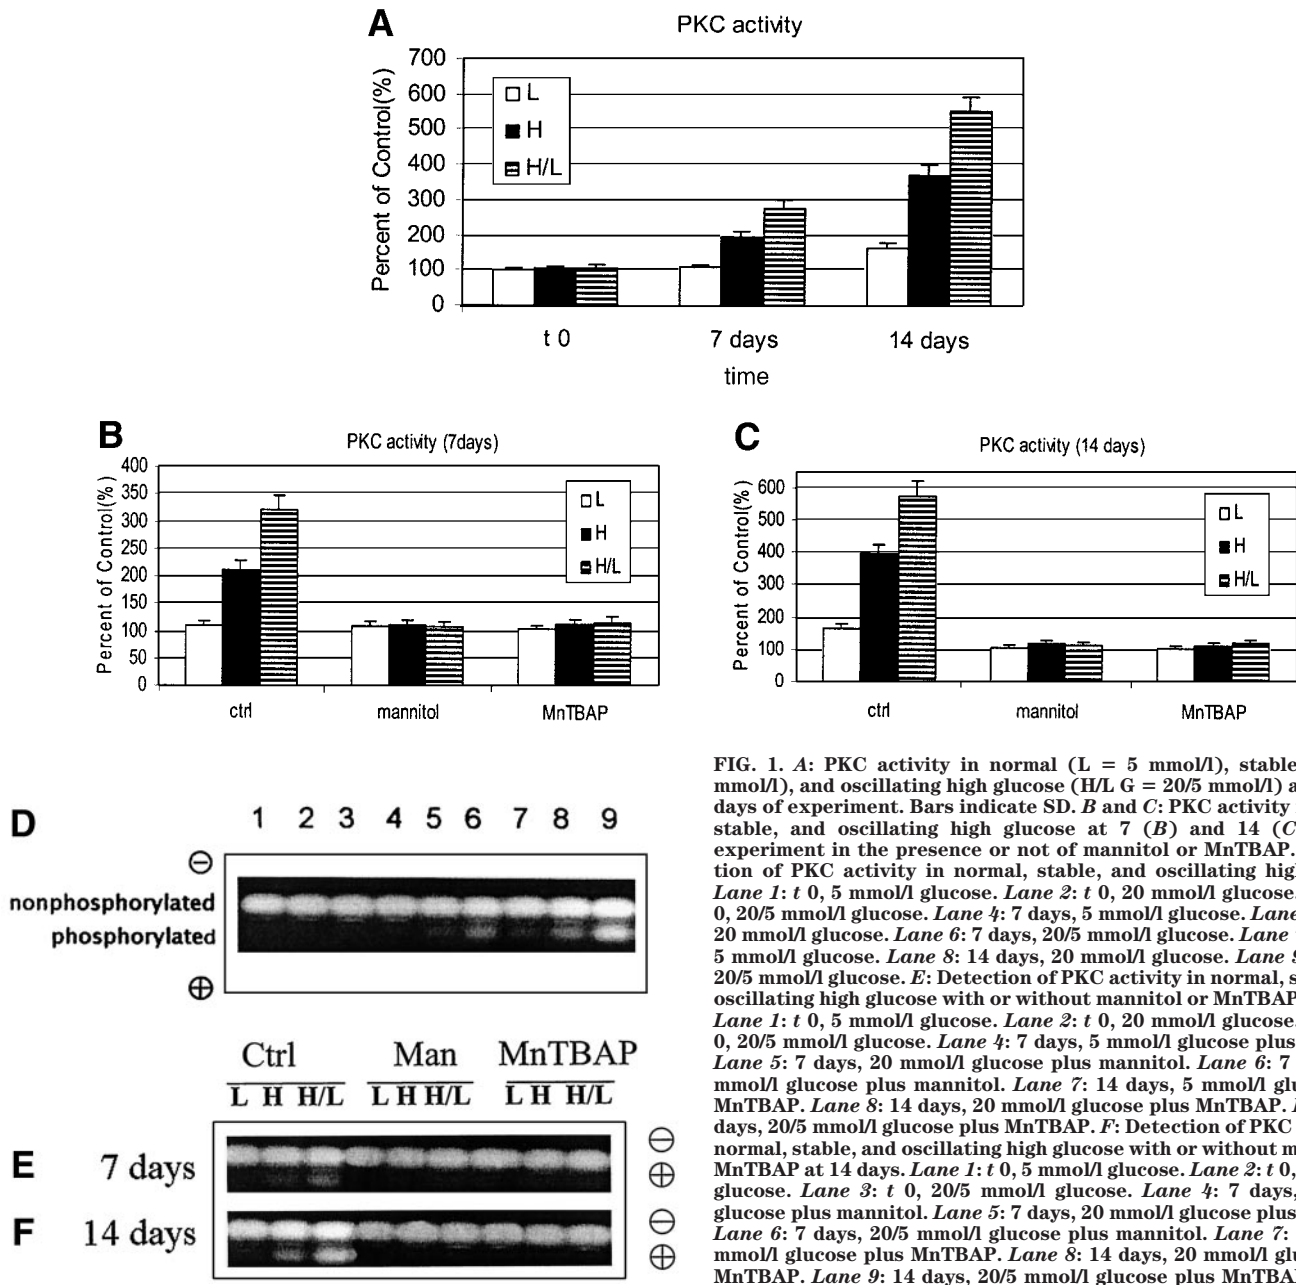 A
PKC activity
Percent of Control(%)
700
600
500
400
300
200
100
0
L
H
H/L
t 0
7 days
14 days
time
B
PKC activity (7days)
Percent of Control(%)
400
350
300
250
200
150
100
50
0
L
H
H/L
ctrl
mannitol
MnTBAP
C
PKC activity (14 days)
Percent of Control(%)
600
500
400
300
200
100
0
L
H
H/L
ctrl
mannitol
MnTBAP
D
1 2 3 4 5 6 7 8 9
⊖
nonphosphorylated
phosphorylated
⊕
Ctrl Man MnTBAP
L H H/L L H H/L L H H/L
E 7 days
⊖
⊕
F 14 days
⊖
⊕
FIG. 1. A: PKC activity in normal (L = 5 mmol/l), stable
mmol/l), and oscillating high glucose (H/L G = 20/5 mmol/l) a
days of experiment. Bars indicate SD. B and C: PKC activity
stable, and oscillating high glucose at 7 (B) and 14 (C
experiment in the presence or not of mannitol or MnTBAP.
tion of PKC activity in normal, stable, and oscillating hig
Lane 1: t 0, 5 mmol/l glucose. Lane 2: t 0, 20 mmol/l glucose.
0, 20/5 mmol/l glucose. Lane 4: 7 days, 5 mmol/l glucose. Lane
20 mmol/l glucose. Lane 6: 7 days, 20/5 mmol/l glucose. Lane
5 mmol/l glucose. Lane 8: 14 days, 20 mmol/l glucose. Lane 9
20/5 mmol/l glucose. E: Detection of PKC activity in normal, s
oscillating high glucose with or without mannitol or MnTBAP
Lane 1: t 0, 5 mmol/l glucose. Lane 2: t 0, 20 mmol/l glucose.
0, 20/5 mmol/l glucose. Lane 4: 7 days, 5 mmol/l glucose plus
Lane 5: 7 days, 20 mmol/l glucose plus mannitol. Lane 6: 7
mmol/l glucose plus mannitol. Lane 7: 14 days, 5 mmol/l glu
MnTBAP. Lane 8: 14 days, 20 mmol/l glucose plus MnTBAP. L
days, 20/5 mmol/l glucose plus MnTBAP. F: Detection of PKC
normal, stable, and oscillating high glucose with or without m
MnTBAP at 14 days. Lane 1: t 0, 5 mmol/l glucose. Lane 2: t 0,
glucose. Lane 3: t 0, 20/5 mmol/l glucose. Lane 4: 7 days,
glucose plus mannitol. Lane 5: 7 days, 20 mmol/l glucose plus
Lane 6: 7 days, 20/5 mmol/l glucose plus mannitol. Lane 7:
mmol/l glucose plus MnTBAP. Lane 8: 14 days, 20 mmol/l glu
MnTBAP. Lane 9: 14 days, 20/5 mmol/l glucose plus MnTBAP